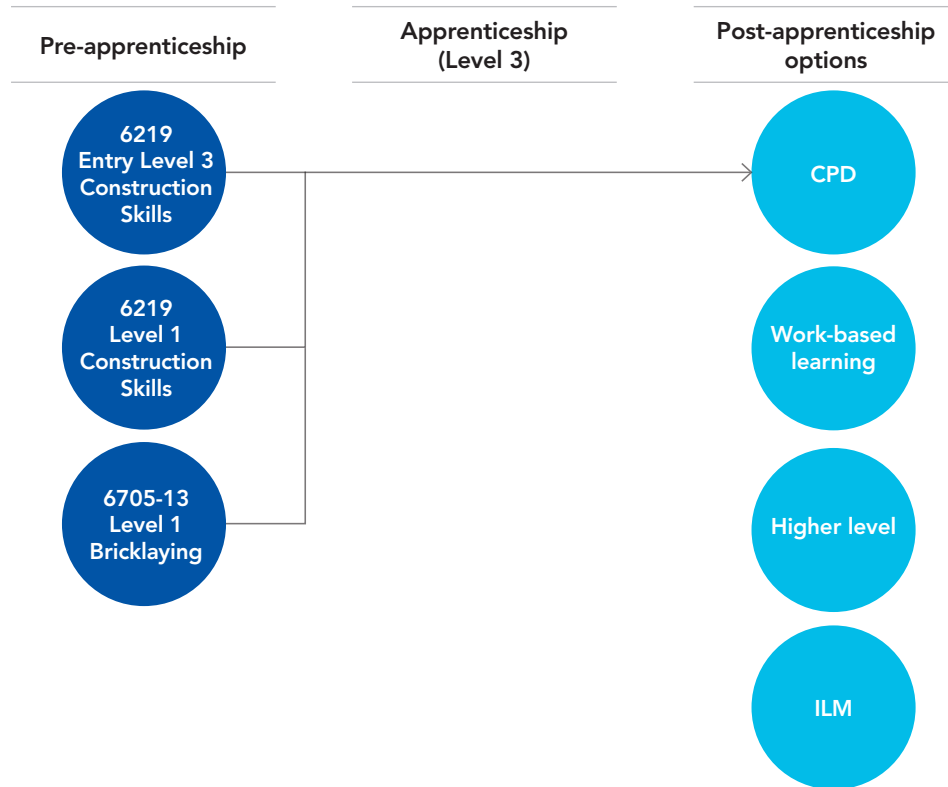 Pre-apprenticeship
Apprenticeship
(Level 3)
Post-apprenticeship
options
6219
Entry Level 3
Construction
Skills
6219
Level 1
Construction
Skills
6705-13
Level 1
Bricklaying
CPD
Work-based
learning
Higher level
ILM